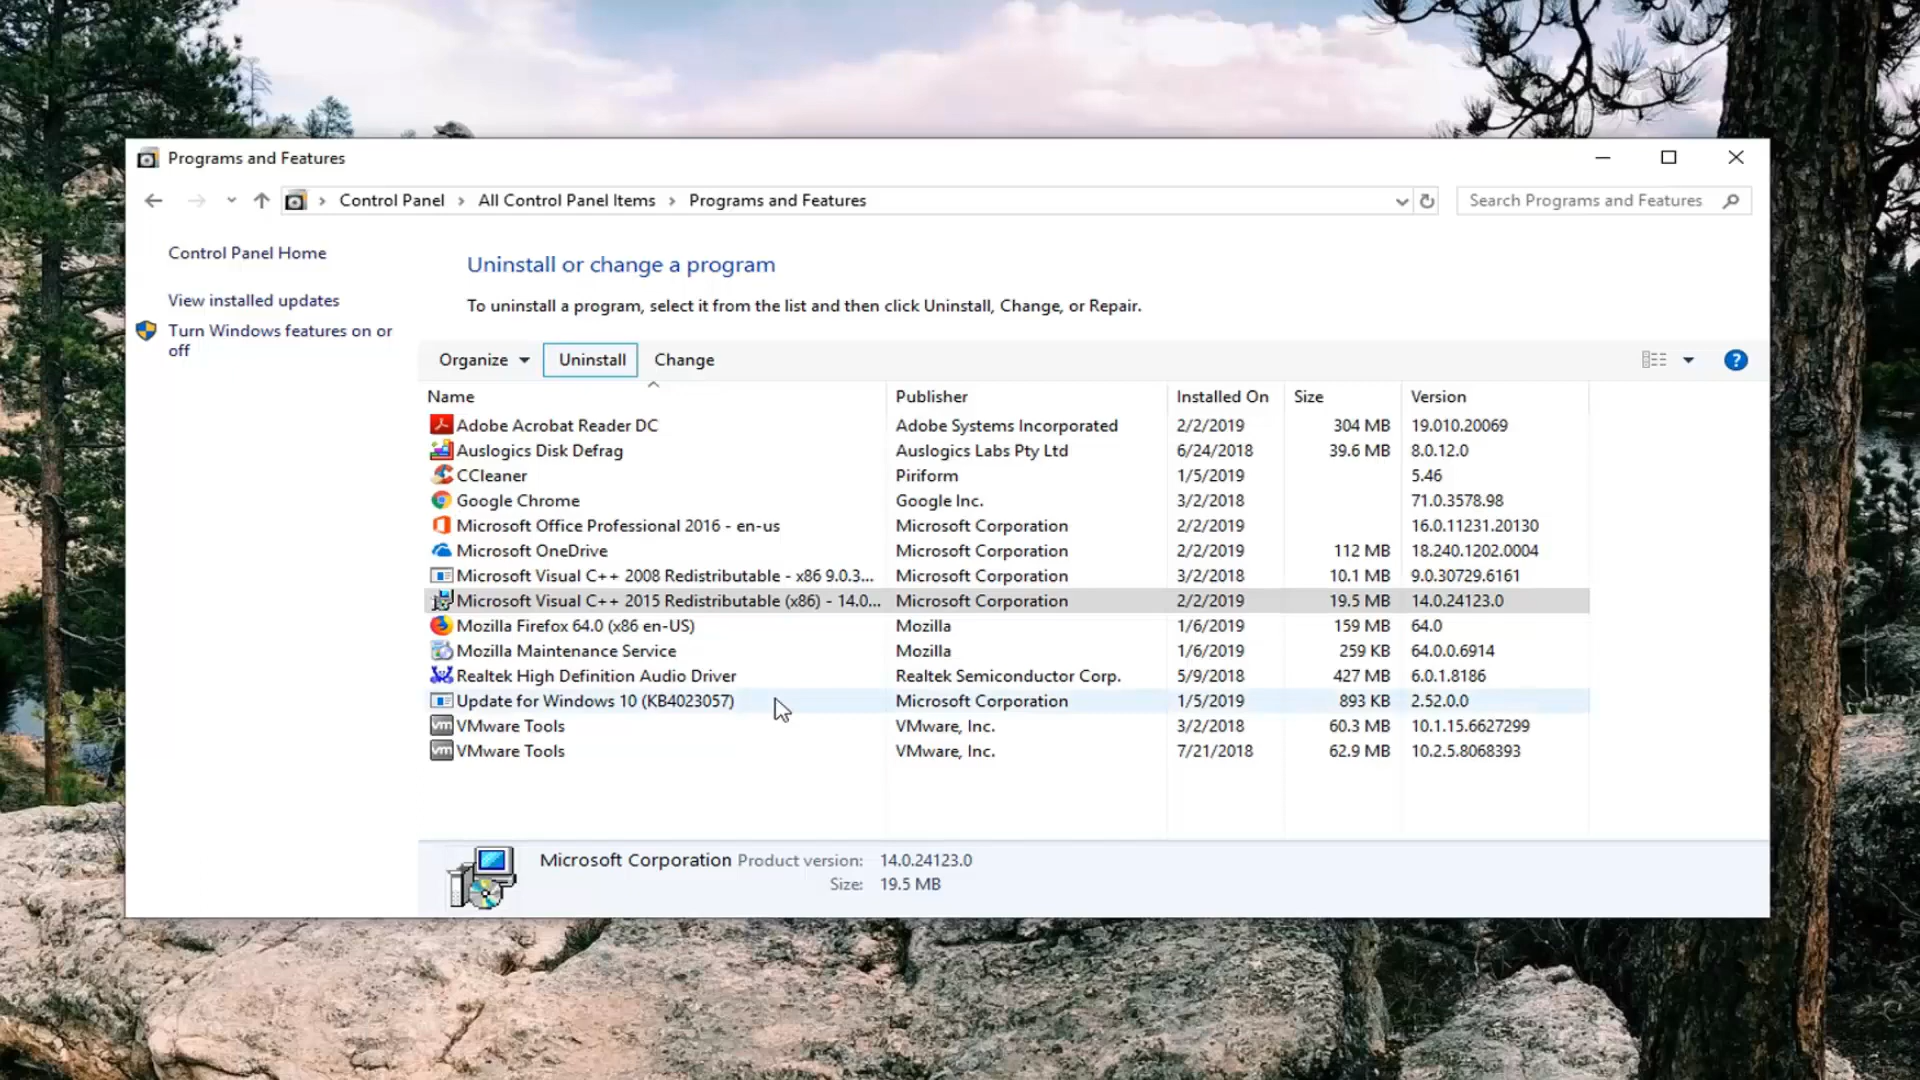 Programs and Features
Control Panel > All Control Panel Items > Programs and Features
Search Programs and Features
Control Panel Home
View installed updates
Turn Windows features on or
off
Uninstall or change a program
To uninstall a program, select it from the list and then click Uninstall, Change, or Repair.
Organize Uninstall Change
?
Name Publisher Installed On Size Version
Adobe Acrobat Reader DC Adobe Systems Incorporated 2/2/2019 304 MB 19.010.20069
Auslogics Disk Defrag Auslogics Labs Pty Ltd 6/24/2018 39.6 MB 8.0.12.0
CCleaner Piriform 1/5/2019 5.46
Google Chrome Google Inc. 3/2/2018 71.0.3578.98
Microsoft Office Professional 2016 - en-us Microsoft Corporation 2/2/2019 16.0.11231.20130
Microsoft OneDrive Microsoft Corporation 2/2/2019 112 MB 18.240.1202.0004
Microsoft Visual C++ 2008 Redistributable - x86 9.0.3... Microsoft Corporation 3/2/2018 10.1 MB 9.0.30729.6161
Microsoft Visual C++ 2015 Redistributable (x86) - 14.0... Microsoft Corporation 2/2/2019 19.5 MB 14.0.24123.0
Mozilla Firefox 64.0 (x86 en-US) Mozilla 1/6/2019 159 MB 64.0
Mozilla Maintenance Service Mozilla 1/6/2019 259 KB 64.0.0.6914
Realtek High Definition Audio Driver Realtek Semiconductor Corp. 5/9/2018 427 MB 6.0.1.8186
Update for Windows 10 (KB4023057) Microsoft Corporation 1/5/2019 893 KB 2.52.0.0
vm VMware Tools VMware, Inc. 3/2/2018 60.3 MB 10.1.15.6627299
vm VMware Tools VMware, Inc. 7/21/2018 62.9 MB 10.2.5.8068393
Microsoft Corporation Product version: 14.0.24123.0
Size: 19.5 MB